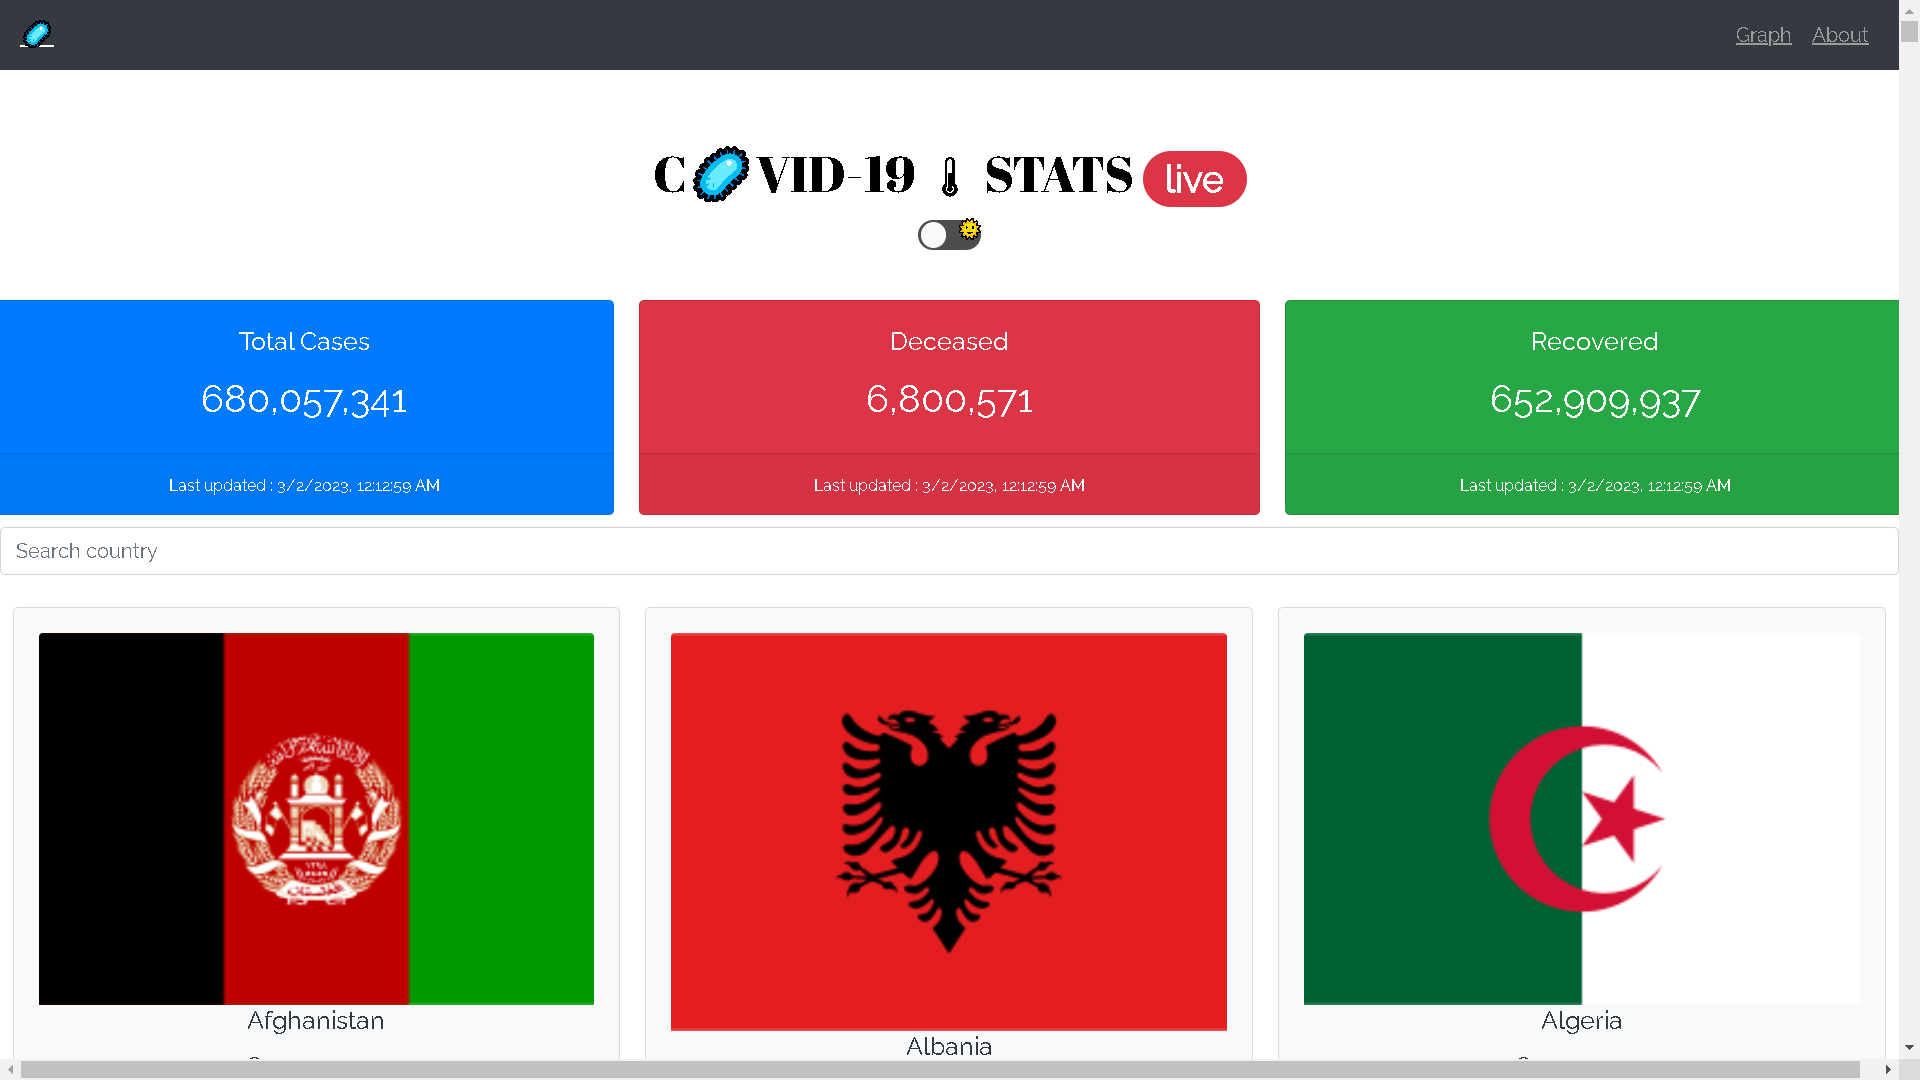 Graph About
C VID-19 STATS live
Total Cases
680,057,341
Last updated : 3/2/2023, 12:12:59 AM
Deceased
6,800,571
Last updated : 3/2/2023, 12:12:59 AM
Recovered
652,909,937
Last updated : 3/2/2023, 12:12:59 AM
Search country
Afghanistan
Albania
Algeria